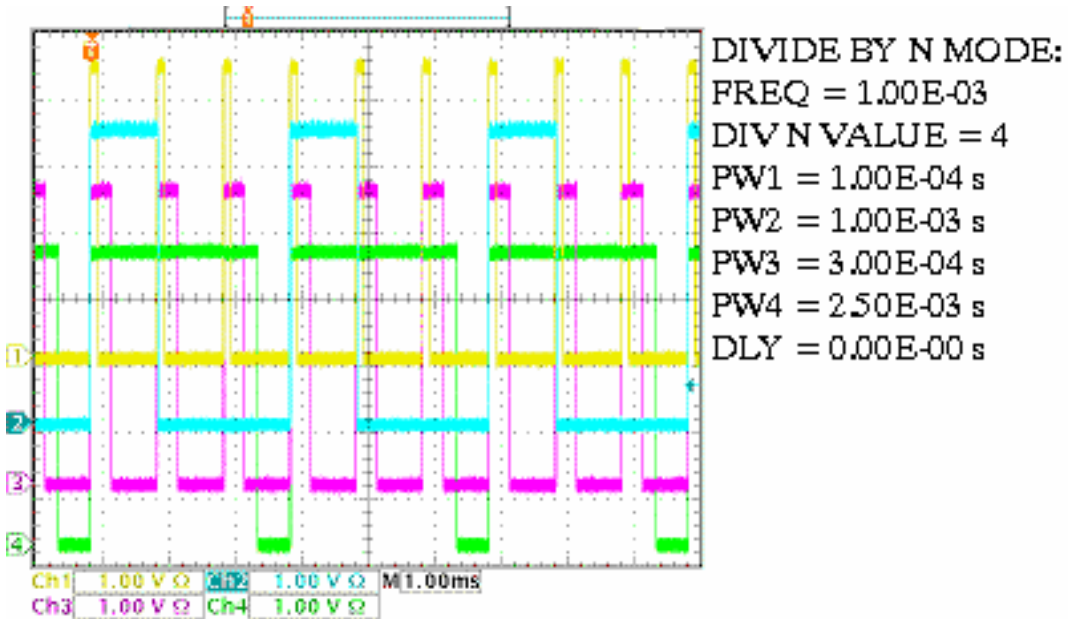 DIVIDE BY N MODE:
FREQ = 1.00E-03
DIV N VALUE = 4
PW1 = 1.00E-04 s
PW2 = 1.00E-03 s
PW3 = 3.00E-04 s
PW4 = 2.50E-03 s
DLY = 0.00E-00 s
1
2
3
4
Ch1 1.00 V Ω Ch2 1.00 V Ω M 1.00ms
Ch3 1.00 V Ω Ch4 1.00 V Ω